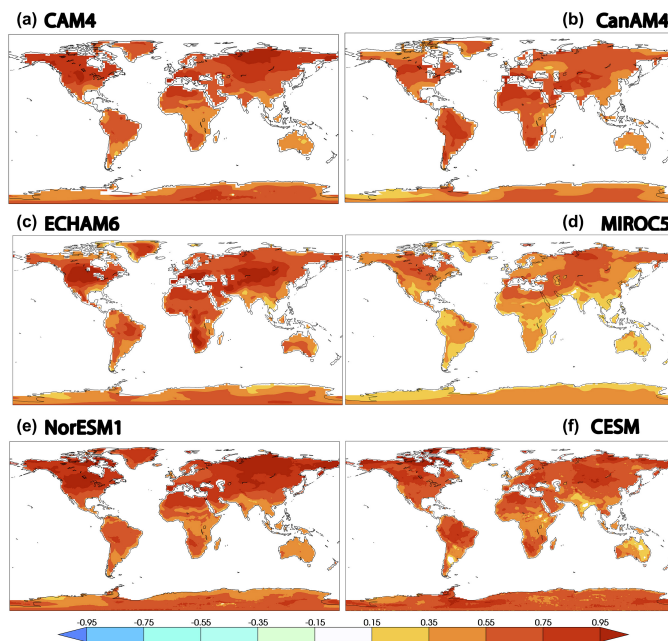 (a) CAM4
(b) CanAM4
(c) ECHAM6
(d) MIROC5
(e) NorESM1
(f) CESM
-0.95 -0.75 -0.55 -0.35 -0.15 0.15 0.35 0.55 0.75 0.95